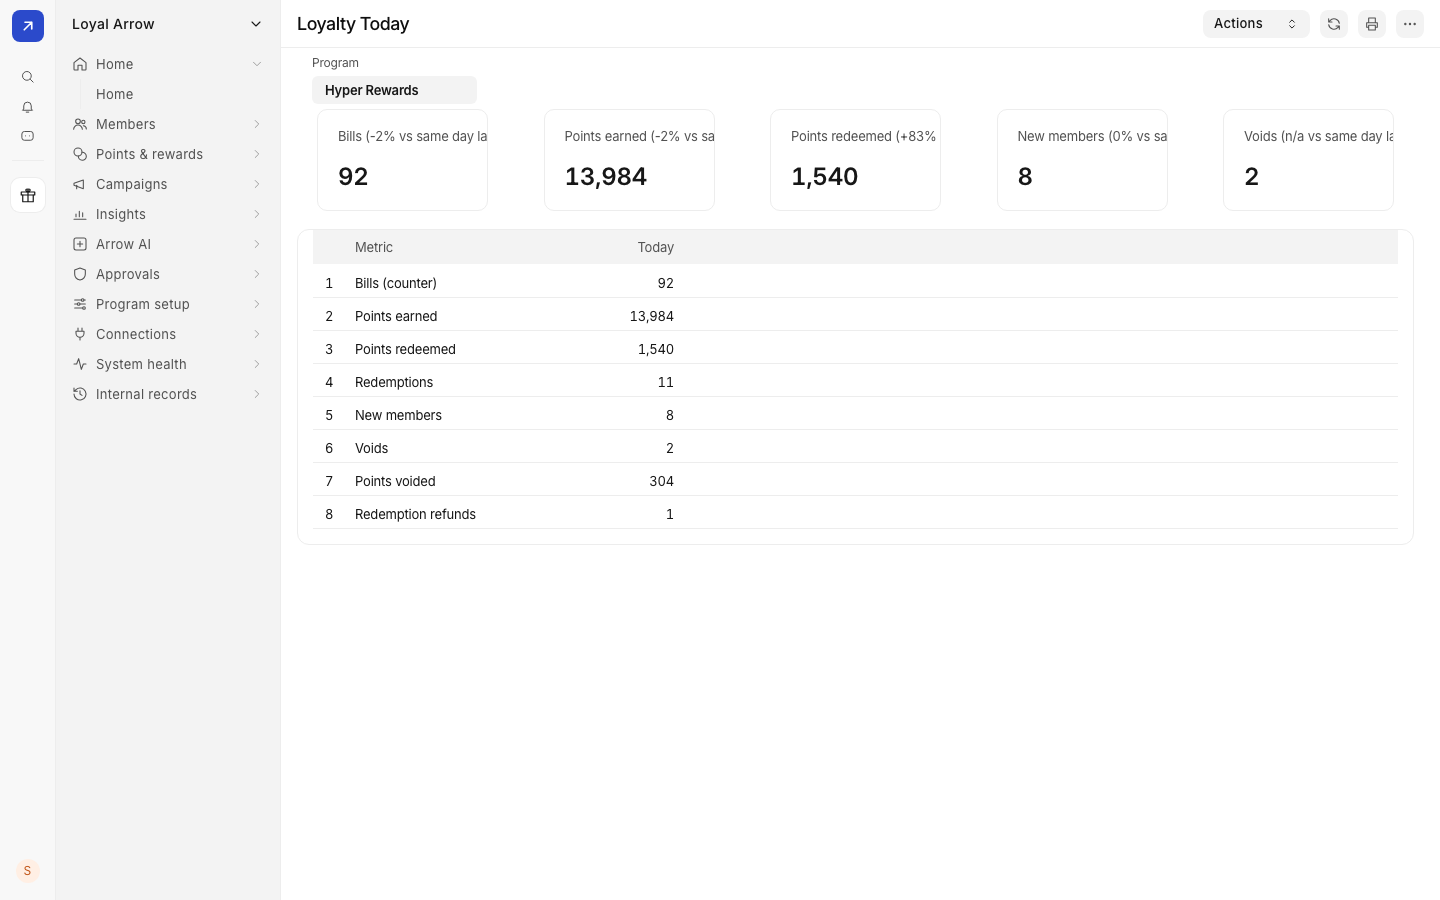 Loyal Arrow
Home
Home
Members
Points & rewards
Campaigns
Insights
Arrow AI
Approvals
Program setup
Connections
System health
Internal records
S
Loyalty Today
Actions
Program
Hyper Rewards
Bills (-2% vs same day la
92
Points earned (-2% vs sa
13,984
Points redeemed (+83%
1,540
New members (0% vs sa
8
Voids (n/a vs same day la
2
Metric Today
1 Bills (counter) 92
2 Points earned 13,984
3 Points redeemed 1,540
4 Redemptions 11
5 New members 8
6 Voids 2
7 Points voided 304
8 Redemption refunds 1